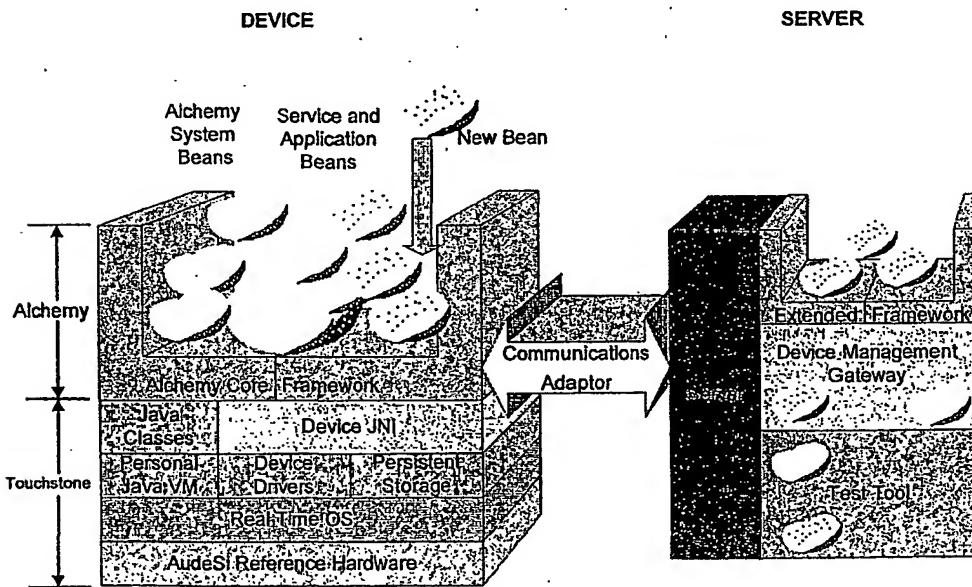 DEVICE
SERVER
Alchemy
System
Beans
Service and
Application
Beans
New Bean
Alchemy
Communications
Adaptor
Extended Framework
Device Management
Gateway
Alchemy Core Framework
Java
Classes
Device JNI
Touchstone
Personal
Java VM
Device
Drivers
Persistent
Storage
Test Tool
Real Time OS
AudeSI Reference Hardware